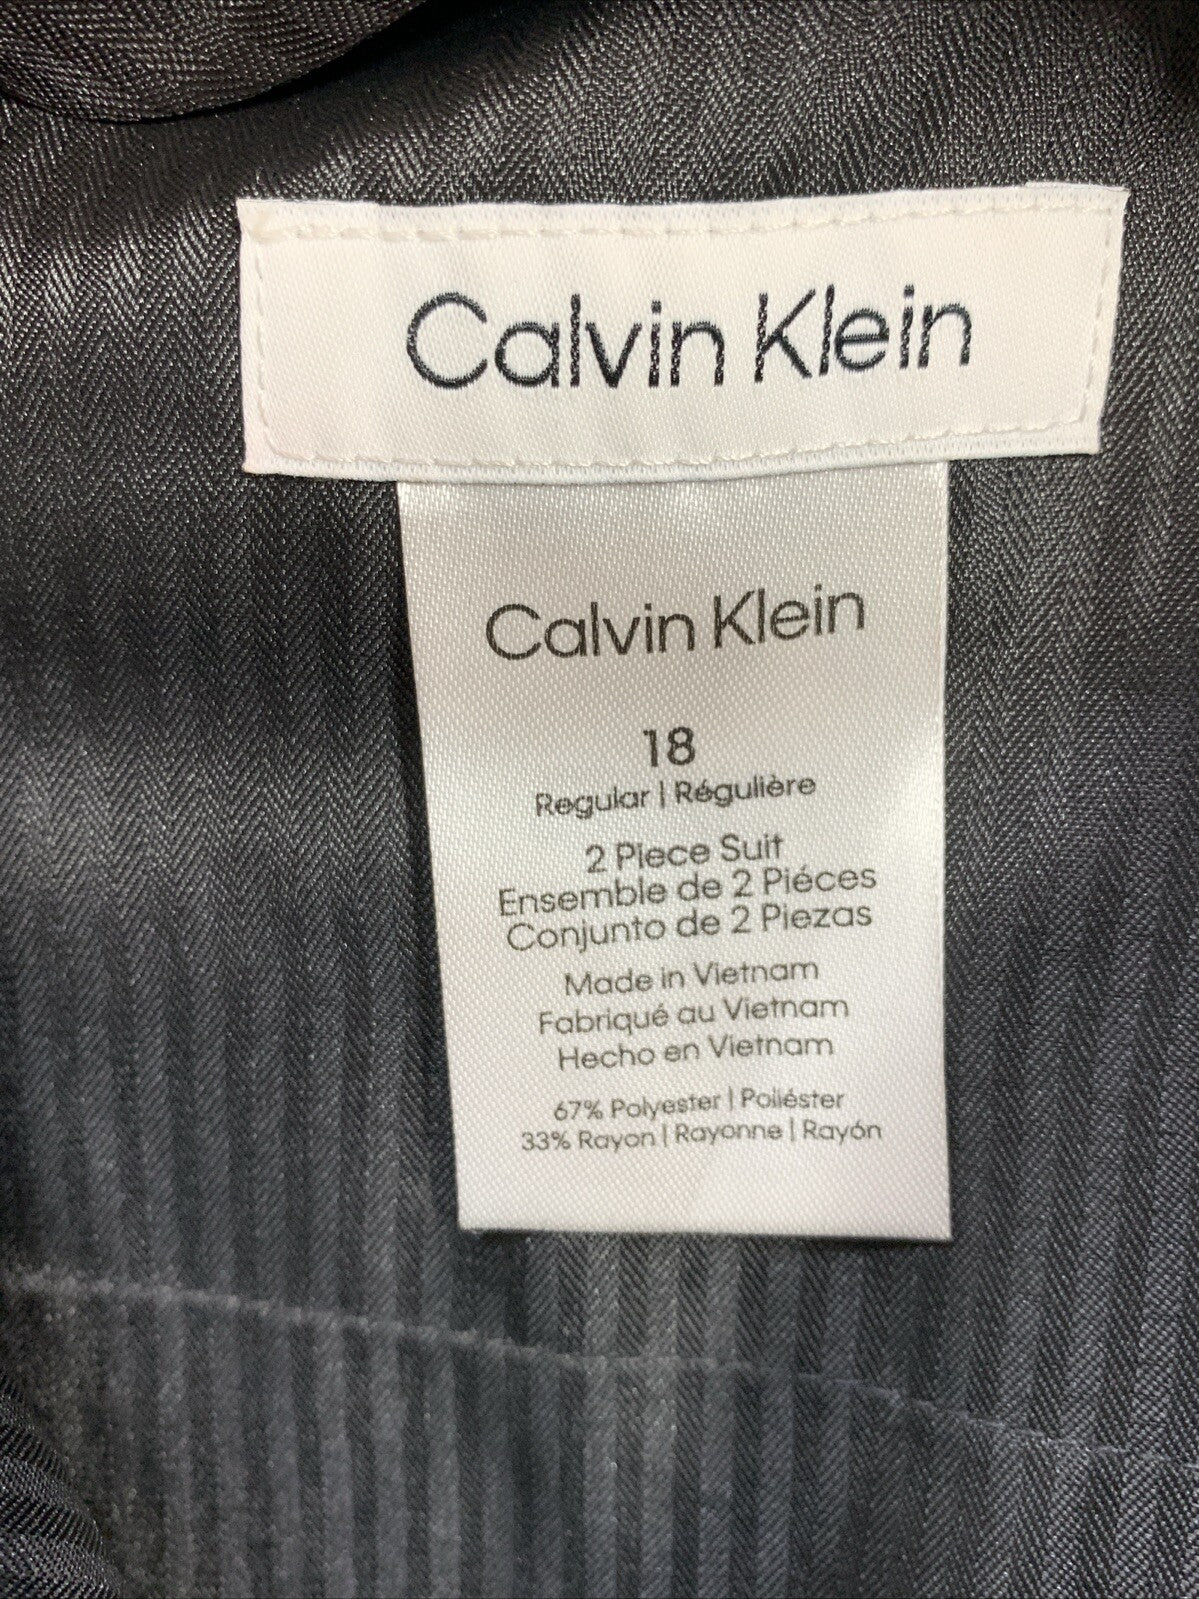 Calvin Klein
Calvin Klein
18
Regular | Régulière
2 Piece Suit
Ensemble de 2 Piéces
Conjunto de 2 Piezas
Made in Vietnam
Fabriqué au Vietnam
Hecho en Vietnam
67% Polyester | Poliéster
33% Rayon | Rayonne | Rayón